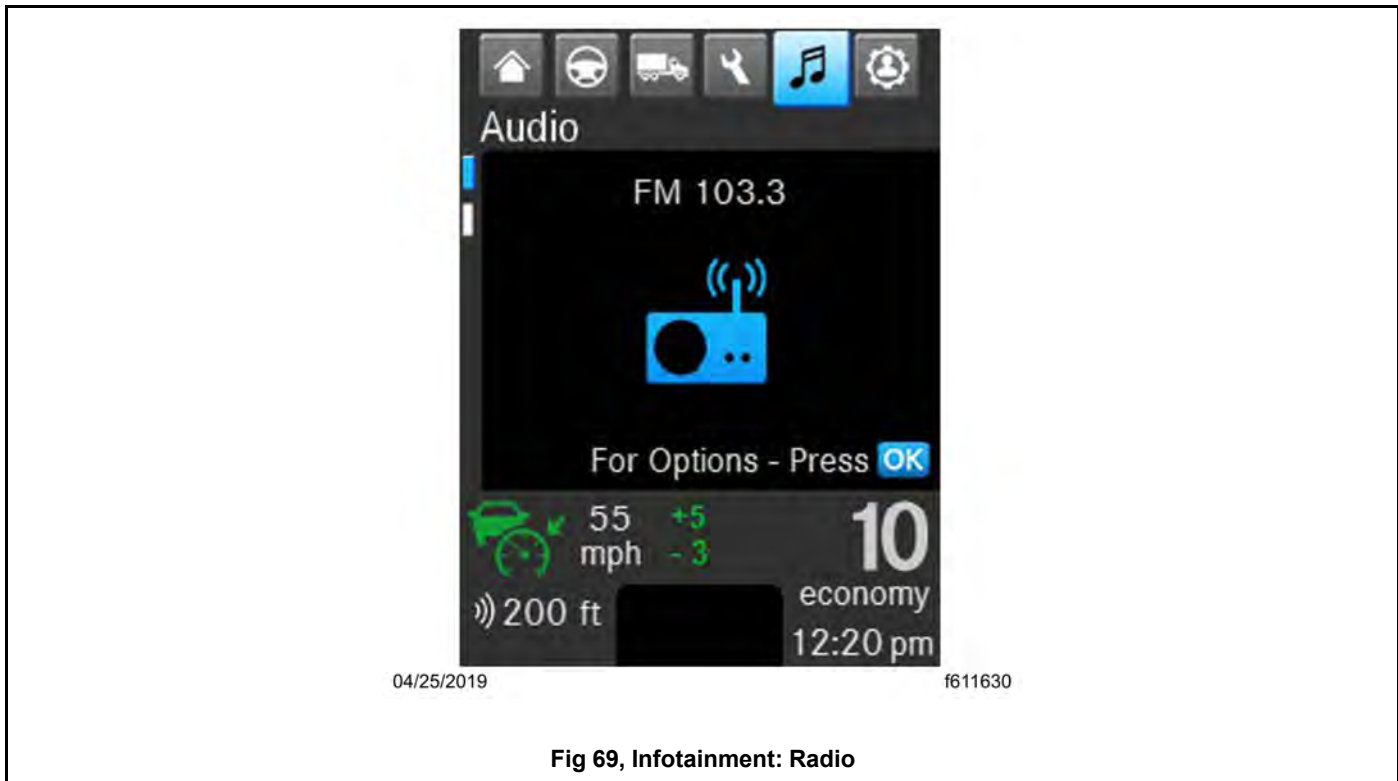 Audio
FM 103.3
For Options - Press OK
55 +5
mph - 3
10
economy
200 ft
12:20 pm
04/25/2019 f611630
Fig 69, Infotainment: Radio